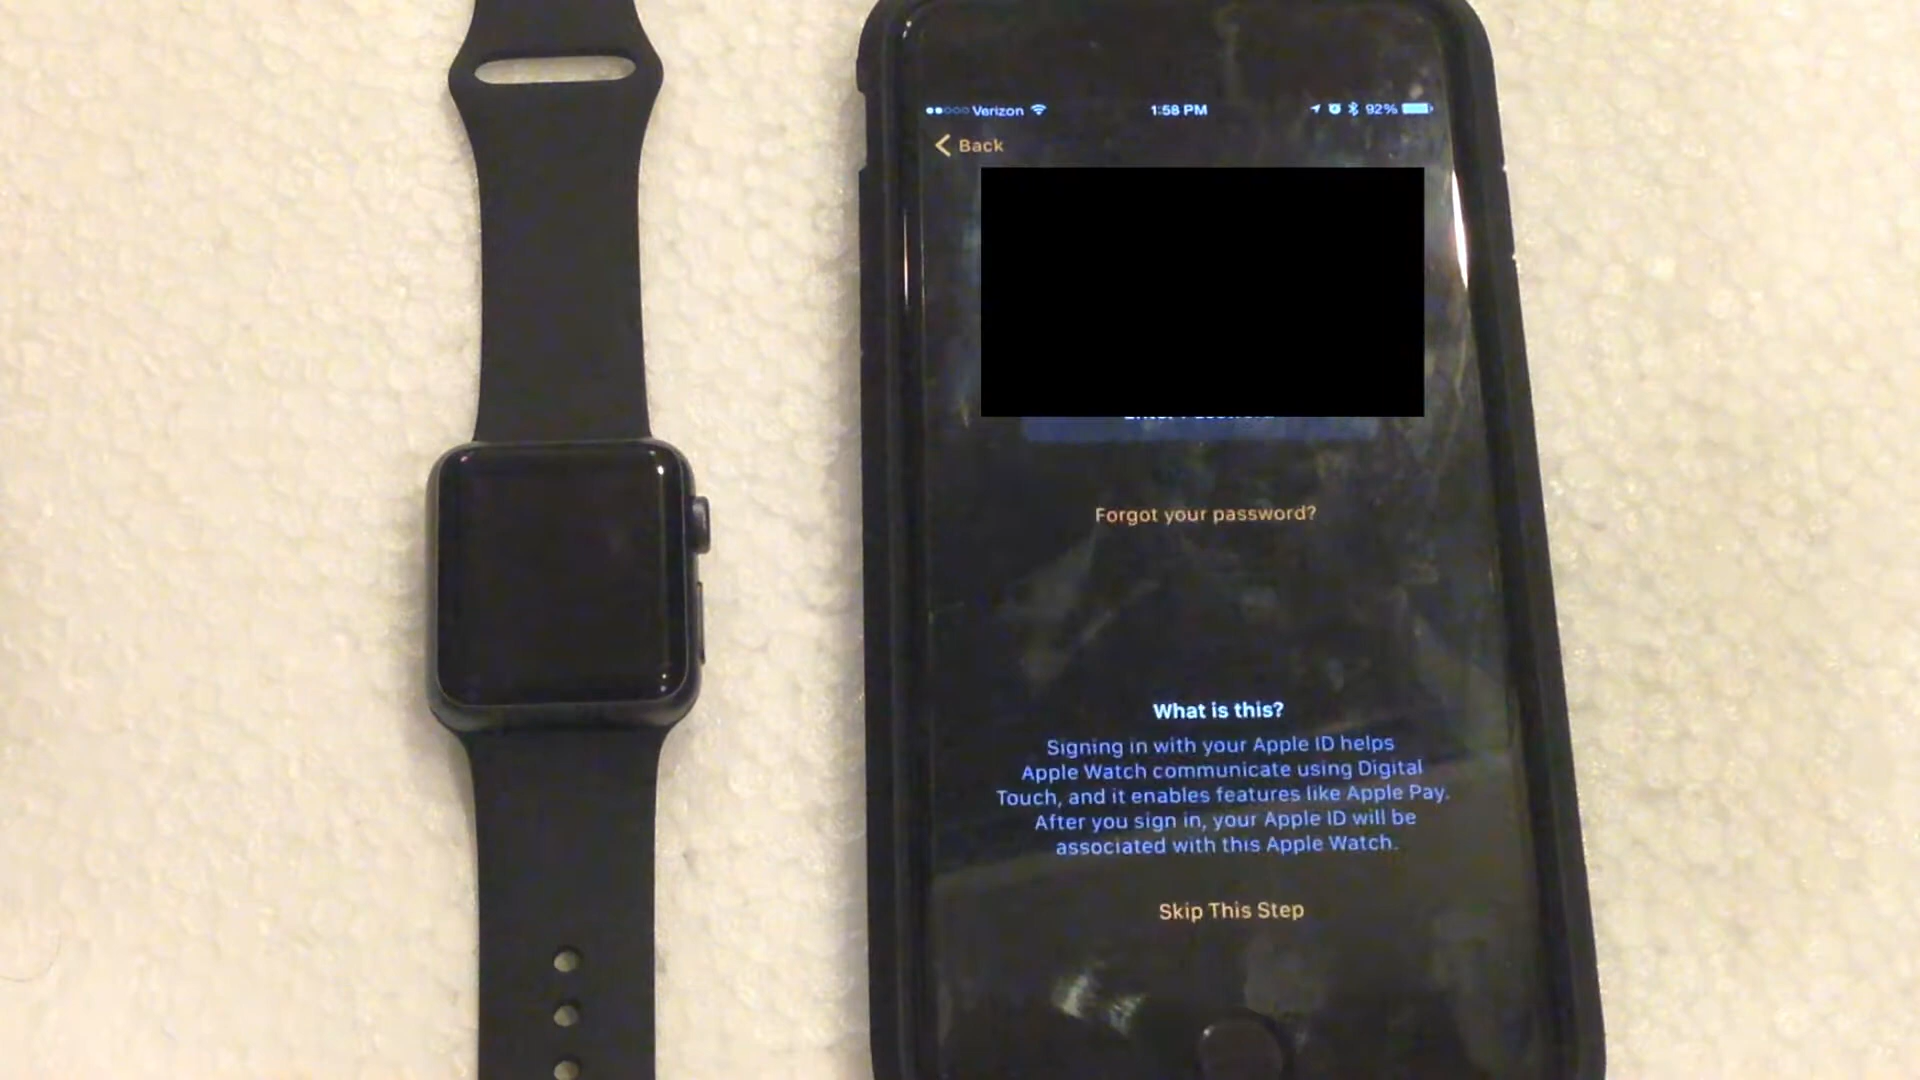 Verizon 1:58 PM 92%
Back
Forgot your password?
What is this?
Signing in with your Apple ID helps
Apple Watch communicate using Digital
Touch, and it enables features like Apple Pay.
After you sign in, your Apple ID will be
associated with this Apple Watch.
Skip This Step